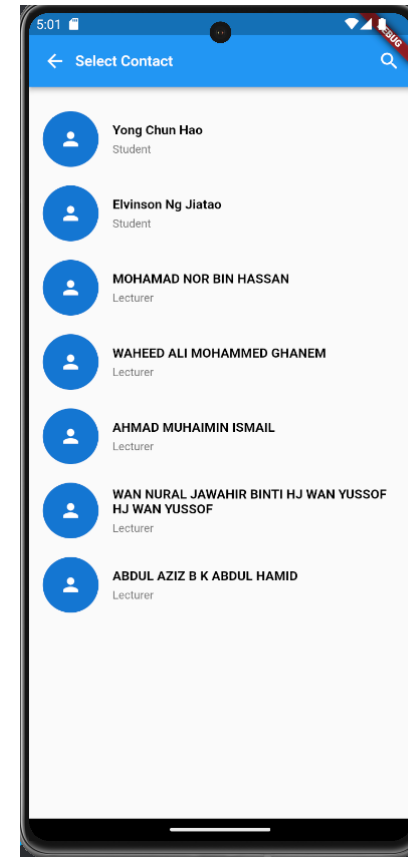 5:01
DEBUG
Select Contact
Yong Chun Hao
Student
Elvinson Ng Jiatao
Student
MOHAMAD NOR BIN HASSAN
Lecturer
WAHEED ALI MOHAMMED GHANEM
Lecturer
AHMAD MUHAIMIN ISMAIL
Lecturer
WAN NURAL JAWAHIR BINTI HJ WAN YUSSOF
HJ WAN YUSSOF
Lecturer
ABDUL AZIZ B K ABDUL HAMID
Lecturer